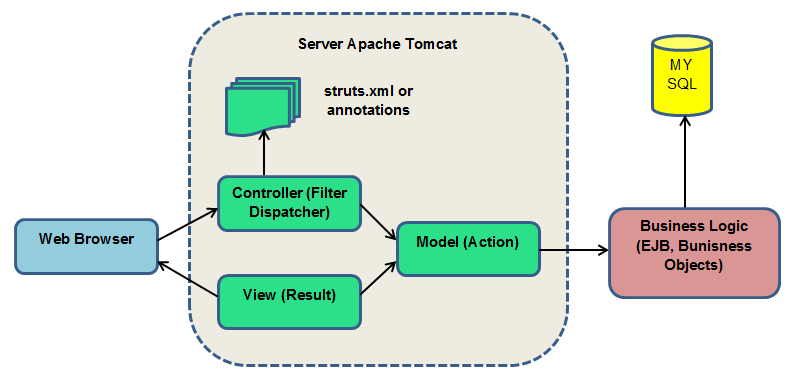 Server Apache Tomcat
struts.xml or
annotations
MY
SQL
Controller (Filter
Dispatcher)
Web Browser
Model (Action)
View (Result)
Business Logic
(EJB, Bunisness
Objects)